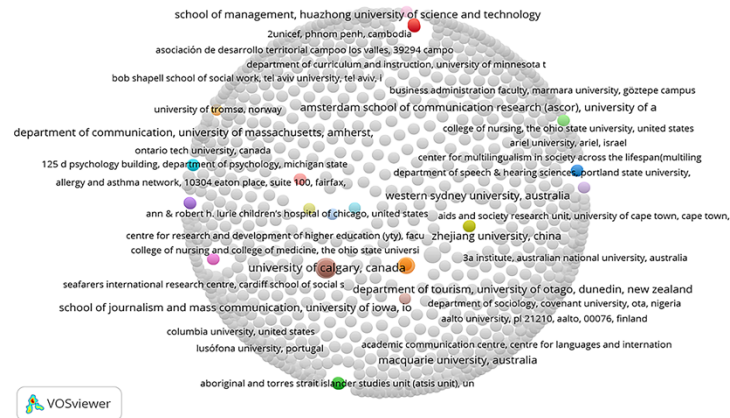 school of management, huazhong university of science and technology
2unicef, phnom penh, cambodia
asociación de desarrollo territorial campoo los valles, 39294 campo
department of curriculum and instruction, university of minnesota t
bob shapell school of social work, tel aviv university, tel aviv, i
business administration faculty, marmara university, göztepe campus
university of tromsø, norway
amsterdam school of communication research (ascor), university of a
department of communication, university of massachusetts, amherst,
college of nursing, the ohio state university, united states
ariel university, ariel, israel
ontario tech university, canada
center for multilingualism in society across the lifespan(multiling
125 d psychology building, department of psychology, michigan state
department of speech & hearing sciences, portland state university,
allergy and asthma network, 10304 eaton place, suite 100, fairfax,
western sydney university, australia
ann & robert h. lurie children's hospital of chicago, united states
aids and society research unit, university of cape town, cape town,
centre for research and development of higher education (yty), facu
zhejiang university, china
college of nursing and college of medicine, the ohio state universi
3a institute, australian national university, australia
university of calgary, canada
seafarers international research centre, cardiff school of social s
department of tourism, university of otago, dunedin, new zealand
school of journalism and mass communication, university of iowa, io
department of sociology, covenant university, ota, nigeria
aalto university, pl 21210, aalto, 00076, finland
columbia university, united states
lusófona university, portugal
academic communication centre, centre for languages and internation
macquarie university, australia
aboriginal and torres strait islander studies unit (atsis unit), un
VOSviewer